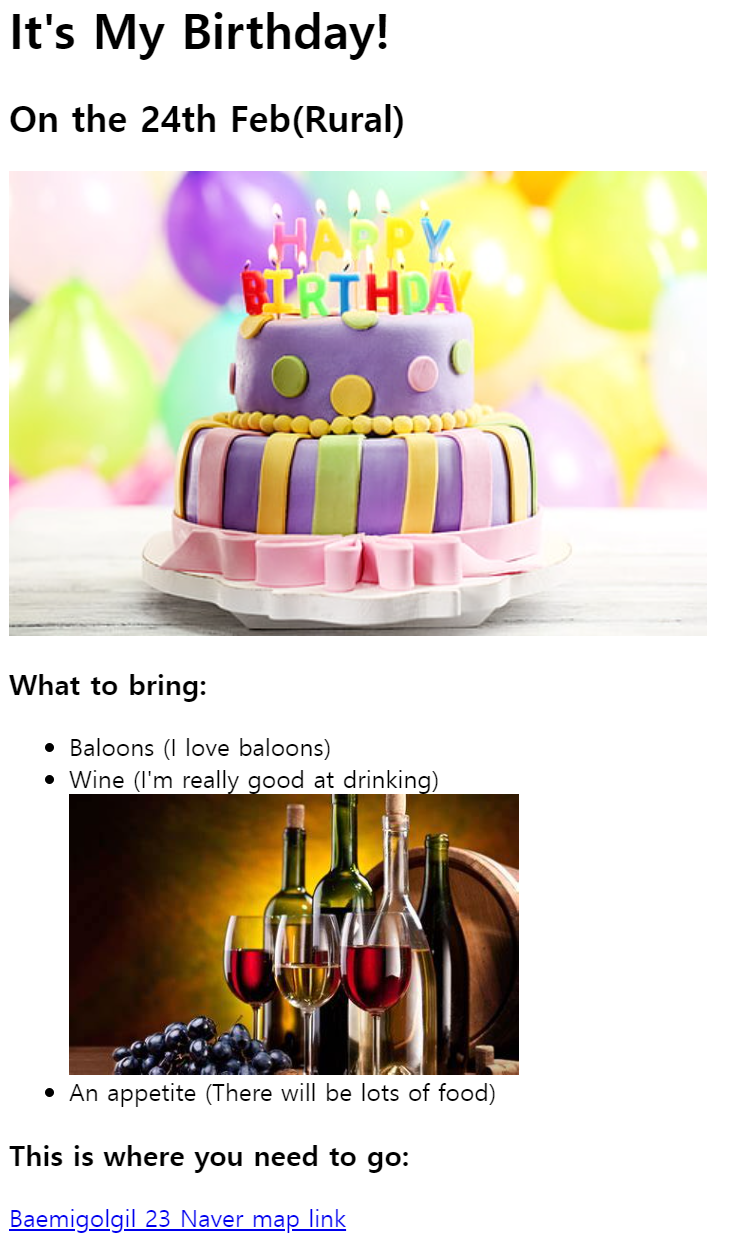 It's My Birthday!
On the 24th Feb(Rural)
HAPPY
BIRTHDAY
What to bring:
Baloons (I love baloons)
Wine (I'm really good at drinking)
An appetite (There will be lots of food)
This is where you need to go:
Baemigolgil 23 Naver map link